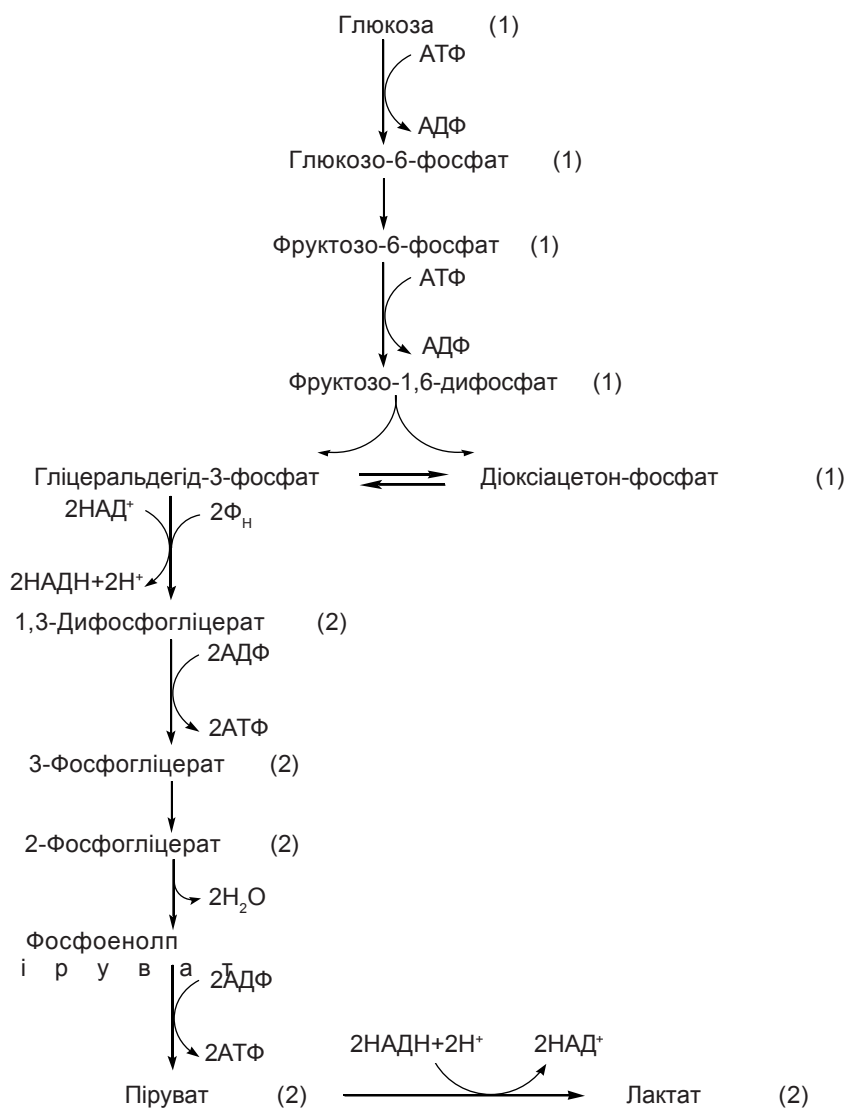 Глюкоза (1)
АТФ
АДФ
Глюкозо-6-фосфат (1)
Фруктозо-6-фосфат (1)
АТФ
АДФ
Фруктозо-1,6-дифосфат (1)
Гліцеральдегід-3-фосфат Діоксіацетон-фосфат (1)
2НАД⁺ 2Фн
2НАДН+2Н⁺
1,3-Дифосфогліцерат (2)
2АДФ
2АТФ
3-Фосфогліцерат (2)
2-Фосфогліцерат (2)
2H₂O
Фосфоенолп
і р у в а т
2АДФ
2АТФ
2НАДН+2Н⁺ 2НАД⁺
Піруват (2) Лактат (2)